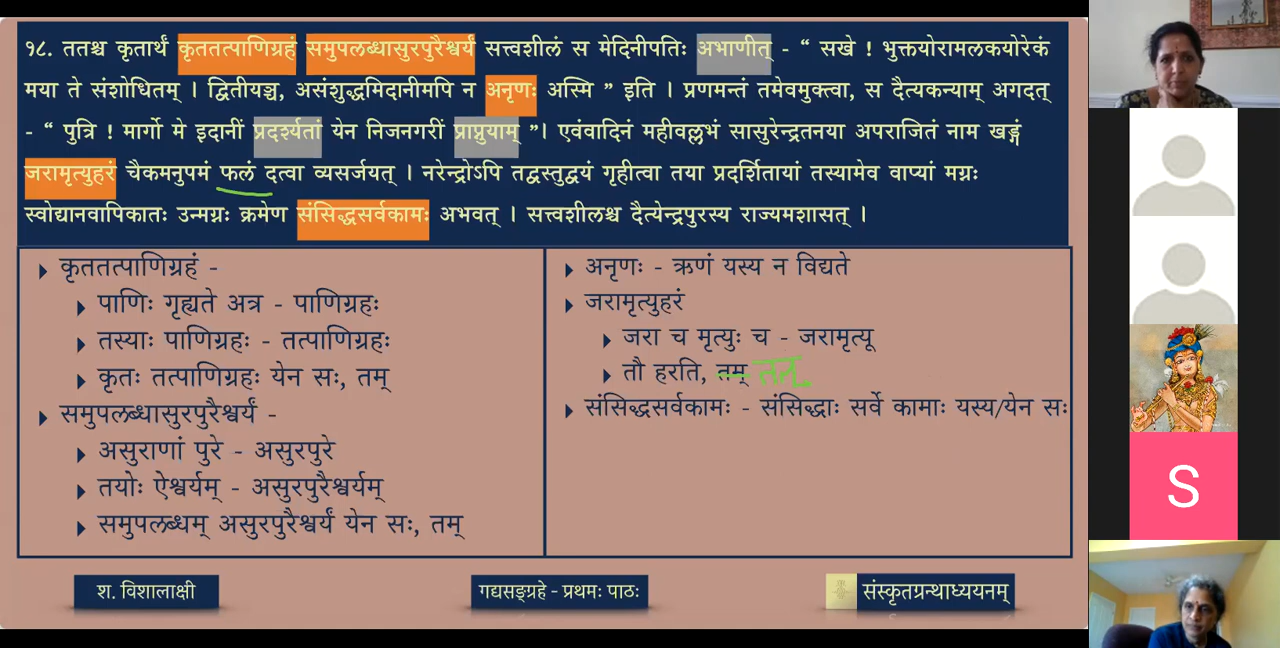 १८. ततश्च कृतार्थं कृततत्पाणिग्रहं समुपलब्धासुरपुरैश्वर्यं सत्त्वशीलं स मेदिनीपतिः अभाणीत् - “ सखे ! भुक्तयोरामलकयोरेकं
मया ते संशोधितम् । द्वितीयञ्च, असंशुद्धमिदानीमपि न अनृणः अस्मि ” इति । प्रणमन्तं तमेवमुक्त्वा, स दैत्यकन्याम् अगदत्
- “ पुत्रि ! मार्गो मे इदानीं प्रदर्श्यतां येन निजनगरीं प्राप्नुयाम् ”। एवंवादिनं महीवल्लभं सासुरेन्द्रतनया अपराजितं नाम खड्गं
जरामृत्युहरं चैकमनुपमं फलं दत्वा व्यसर्जयत् । नरेन्द्रोऽपि तद्वस्तुद्वयं गृहीत्वा तया प्रदर्शितायां तस्यामेव वाप्यां मग्नः
स्वोद्यानवापिकातः उन्मग्नः क्रमेण संसिद्धसर्वकामः अभवत् । सत्त्वशीलश्च दैत्येन्द्रपुरस्य राज्यमशासत् ।
कृततत्पाणिग्रहं -
पाणिः गृह्यते अत्र - पाणिग्रहः
तस्याः पाणिग्रहः - तत्पाणिग्रहः
कृतः तत्पाणिग्रहः येन सः, तम्
समुपलब्धासुरपुरैश्वर्यं -
असुराणां पुरे - असुरपुरे
तयोः ऐश्वर्यम् - असुरपुरैश्वर्यम्
समुपलब्धम् असुरपुरैश्वर्यं येन सः, तम्
अनृणः - ऋणं यस्य न विद्यते
जरामृत्युहरं
जरा च मृत्युः च - जरामृत्यू
तौ हरति, तम् तत्
संसिद्धसर्वकामः - संसिद्धाः सर्वे कामाः यस्य/येन सः
श. विशालाक्षी
गद्यसङ्ग्रहे - प्रथमः पाठः
संस्कृतग्रन्थाध्ययनम्
S